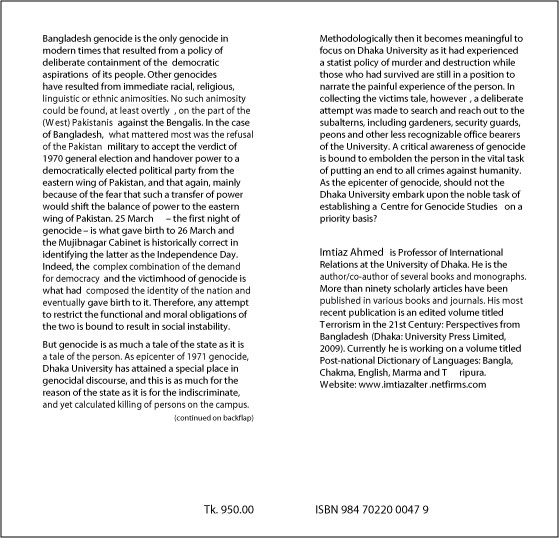 Bangladesh genocide is the only genocide in
modern times that resulted from a policy of
deliberate containment of the democratic
aspirations of its people. Other genocides
have resulted from immediate racial, religious,
linguistic or ethnic animosities. No such animosity
could be found, at least overtly , on the part of the
(West) Pakistanis against the Bengalis. In the case
of Bangladesh, what mattered most was the refusal
of the Pakistan military to accept the verdict of
1970 general election and handover power to a
democratically elected political party from the
eastern wing of Pakistan, and that again, mainly
because of the fear that such a transfer of power
would shift the balance of power to the eastern
wing of Pakistan. 25 March – the first night of
genocide – is what gave birth to 26 March and
the Mujibnagar Cabinet is historically correct in
identifying the latter as the Independence Day.
Indeed, the complex combination of the demand
for democracy and the victimhood of genocide is
what had composed the identity of the nation and
eventually gave birth to it. Therefore, any attempt
to restrict the functional and moral obligations of
the two is bound to result in social instability.
But genocide is as much a tale of the state as it is
a tale of the person. As epicenter of 1971 genocide,
Dhaka University has attained a special place in
genocidal discourse, and this is as much for the
reason of the state as it is for the indiscriminate,
and yet calculated killing of persons on the campus.
(continued on backflap)
Tk. 950.00
Methodologically then it becomes meaningful to
focus on Dhaka University as it had experienced
a statist policy of murder and destruction while
those who had survived are still in a position to
narrate the painful experience of the person. In
collecting the victims tale, however , a deliberate
attempt was made to search and reach out to the
subalterns, including gardeners, security guards,
peons and other less recognizable office bearers
of the University. A critical awareness of genocide
is bound to embolden the person in the vital task
of putting an end to all crimes against humanity.
As the epicenter of genocide, should not the
Dhaka University embark upon the noble task of
establishing a Centre for Genocide Studies on a
priority basis?
Imtiaz Ahmed is Professor of International
Relations at the University of Dhaka. He is the
author/co-author of several books and monographs.
More than ninety scholarly articles have been
published in various books and journals. His most
recent publication is an edited volume titled
Terrorism in the 21st Century: Perspectives from
Bangladesh (Dhaka: University Press Limited,
2009). Currently he is working on a volume titled
Post-national Dictionary of Languages: Bangla,
Chakma, English, Marma and T ripura.
Website: www.imtiazalter .netfirms.com
ISBN 984 70220 0047 9